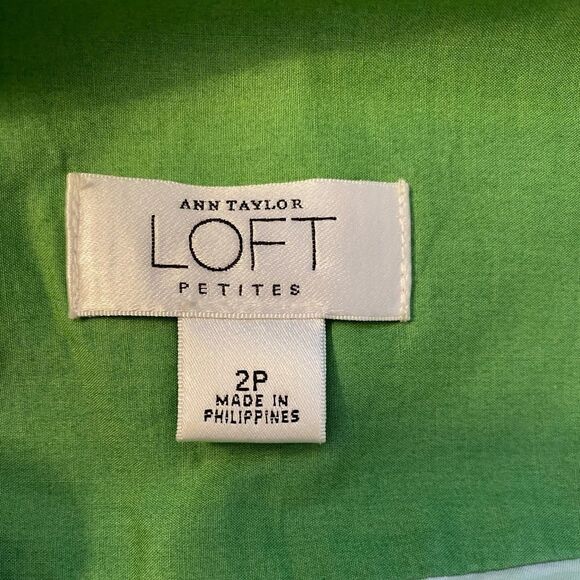 ANN TAYLOR
LOFT
PETITES
2P
MADE IN
PHILIPPINES